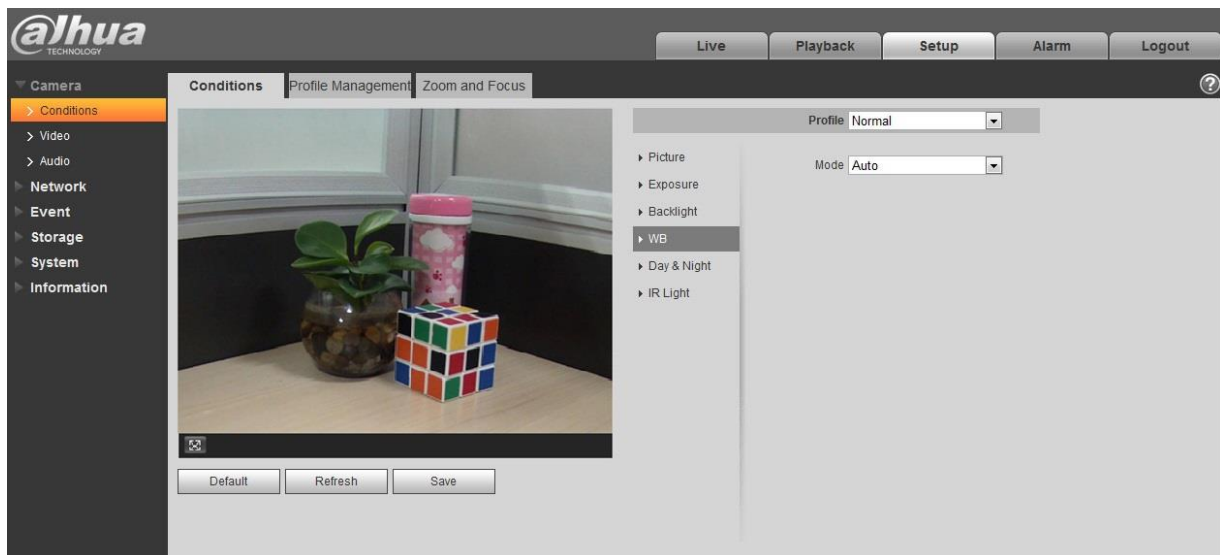 alhua
TECHNOLOGY
Live Playback Setup Alarm Logout
Camera
Conditions
Video
Audio
Network
Event
Storage
System
Information
Conditions Profile Management Zoom and Focus
?
Profile Normal
Picture
Exposure
Backlight
WB
Day & Night
IR Light
Mode Auto
Default Refresh Save